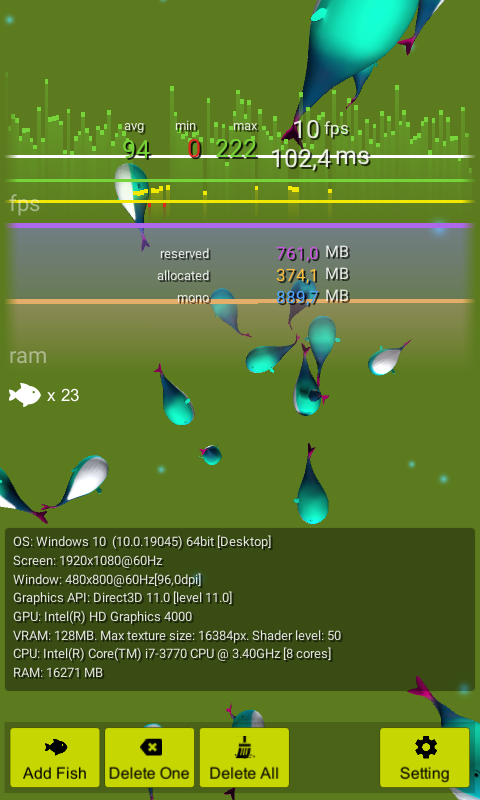 avg min max
94 0 222 10 fps
102,4 ms
fps
reserved 761,0 MB
allocated 374,1 MB
mono 889,7 MB
ram
x 23
OS: Windows 10 (10.0.19045) 64bit [Desktop]
Screen: 1920x1080@60Hz
Window: 480x800@60Hz[96,0dpi]
Graphics API: Direct3D 11.0 [level 11.0]
GPU: Intel(R) HD Graphics 4000
VRAM: 128MB. Max texture size: 16384px. Shader level: 50
CPU: Intel(R) Core(TM) i7-3770 CPU @ 3.40GHz [8 cores]
RAM: 16271 MB
Add Fish Delete One Delete All Setting